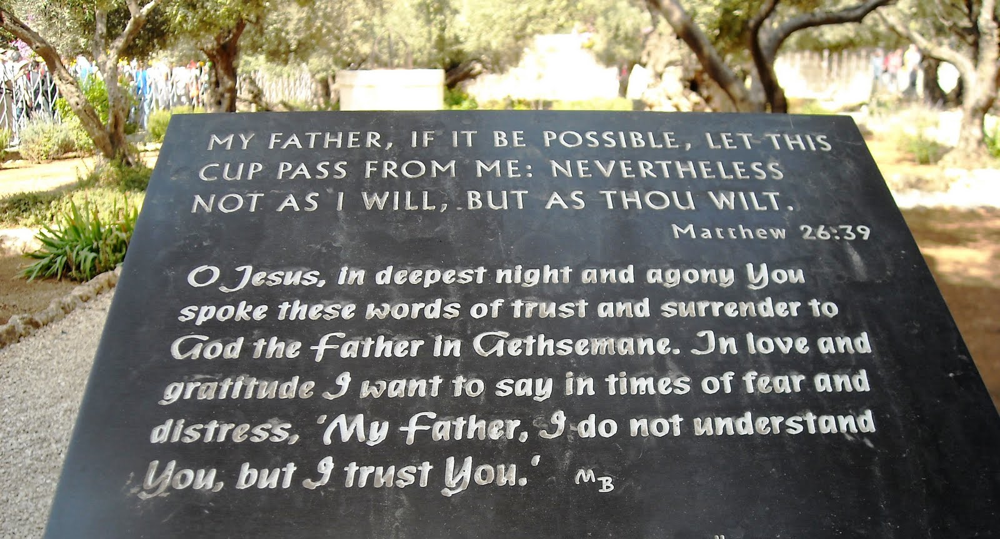 MY FATHER, IF IT BE POSSIBLE, LET THIS
CUP PASS FROM ME: NEVERTHELESS
NOT AS I WILL, BUT AS THOU WILT.
Matthew 26:39
O Jesus, in deepest night and agony You
spoke these words of trust and surrender to
God the Father in Gethsemane. In love and
gratitude I want to say in times of fear and
distress, 'My Father, I do not understand
You, but I trust You.'
MB